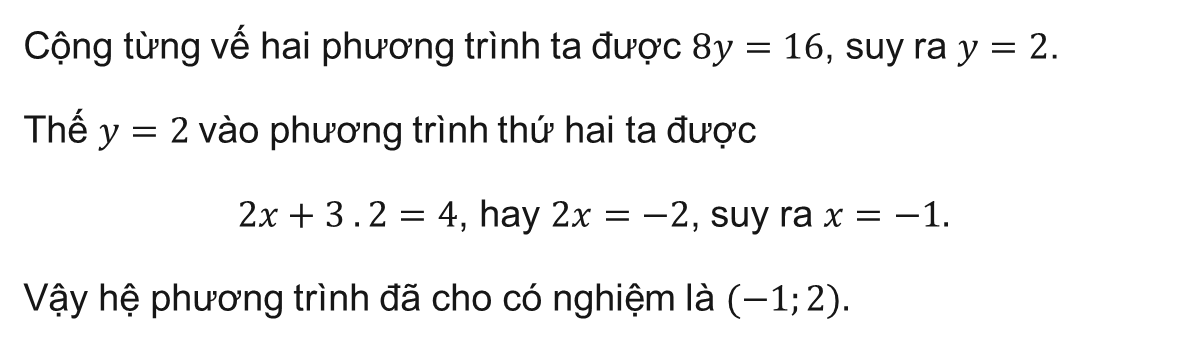 Cộng từng vế hai phương trình ta được 8y = 16, suy ra y = 2.
Thế y = 2 vào phương trình thứ hai ta được
2x + 3 . 2 = 4, hay 2x = −2, suy ra x = −1.
Vậy hệ phương trình đã cho có nghiệm là (−1; 2).